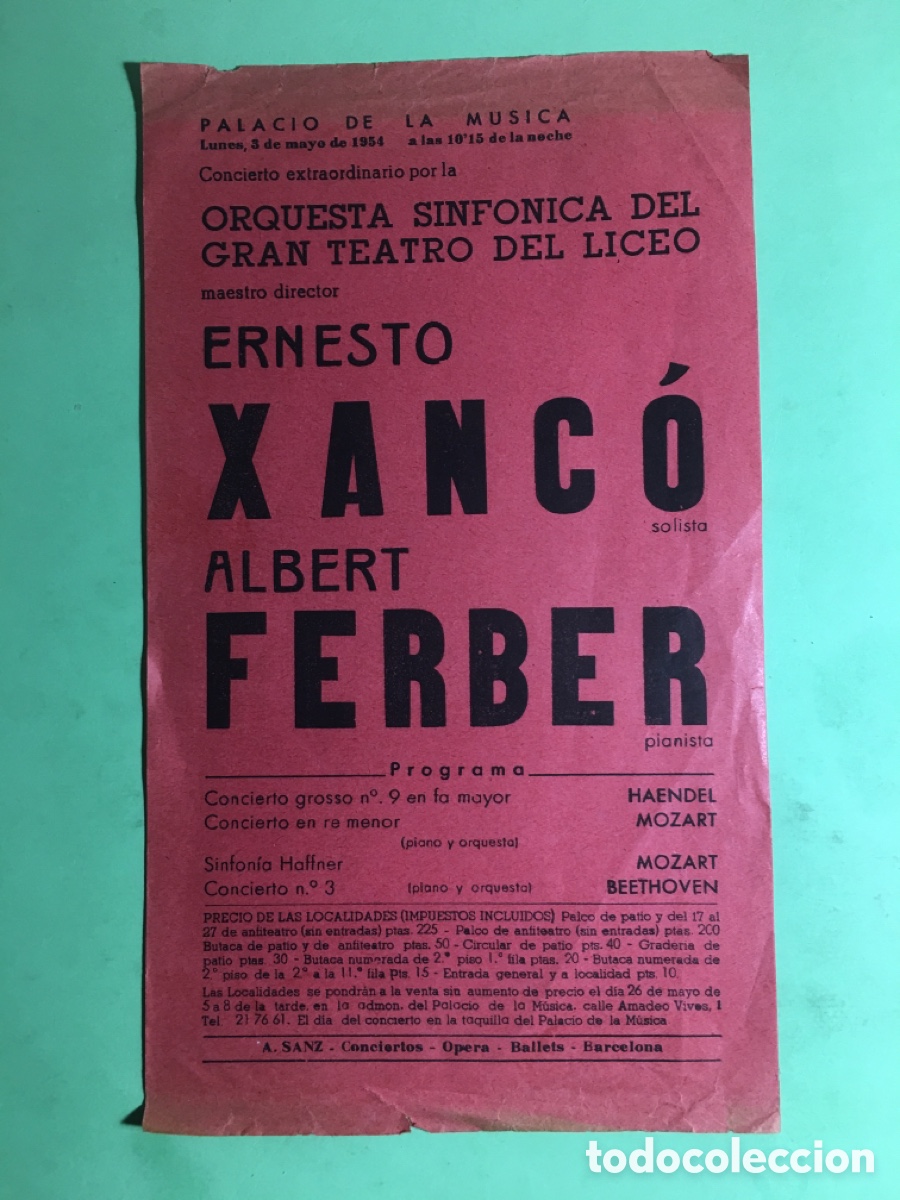 PALACIO DE LA MUSICA
Lunes, 3 de mayo de 1954 a las 10'15 de la noche
Concierto extraordinario por la
ORQUESTA SINFONICA DEL
GRAN TEATRO DEL LICEO
maestro director
ERNESTO
XANCÓ
solista
ALBERT
FERBER
pianista
Programa
Concierto grosso nº. 9 en fa mayor HAENDEL
Concierto en re menor MOZART
(piano y orquesta)
Sinfonía Haffner MOZART
Concierto n.º 3 (piano y orquesta) BEETHOVEN
PRECIO DE LAS LOCALIDADES (IMPUESTOS INCLUIDOS) Palco de patio y del 17 al
27 de anfiteatro (sin entradas) ptas. 225 - Palco de anfiteatro (sin entradas) ptas. 200
Butaca de patio y de anfiteatro ptas. 50 - Circular de patio pts. 40 - Gradería de
patio ptas. 30 - Butaca numerada de 2.º piso 1.ª fila ptas. 20 - Butaca numerada de
2.º piso de la 2.ª a la 11.ª fila Pts. 15 - Entrada general y a localidad pts. 10.
Las Localidades se pondrán a la venta sin aumento de precio el día 26 de mayo de
5 a 8 de la tarde, en la admon. del Palacio de la Música, calle Amadeo Vives, 1
Tel. 21 76 61. El día del concierto en la taquilla del Palacio de la Música
A. SANZ - Conciertos - Opera - Ballets - Barcelona
todocoleccion